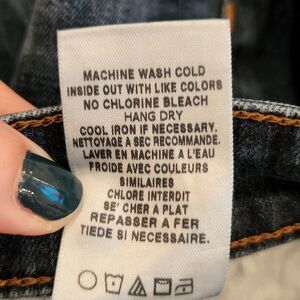 MACHINE WASH COLD
INSIDE OUT WITH LIKE COLORS
NO CHLORINE BLEACH
HANG DRY
COOL IRON IF NECESSARY.
NETTOYAGE A SEC RECOMMANDE.
LAVER EN MACHINE A L'EAU
FROIDE AVEC COULEURS
SIMILAIRES
CHLORE INTERDIT
SE' CHER A PLAT
REPASSER A FER
TIEDE SI NECESSAIRE.